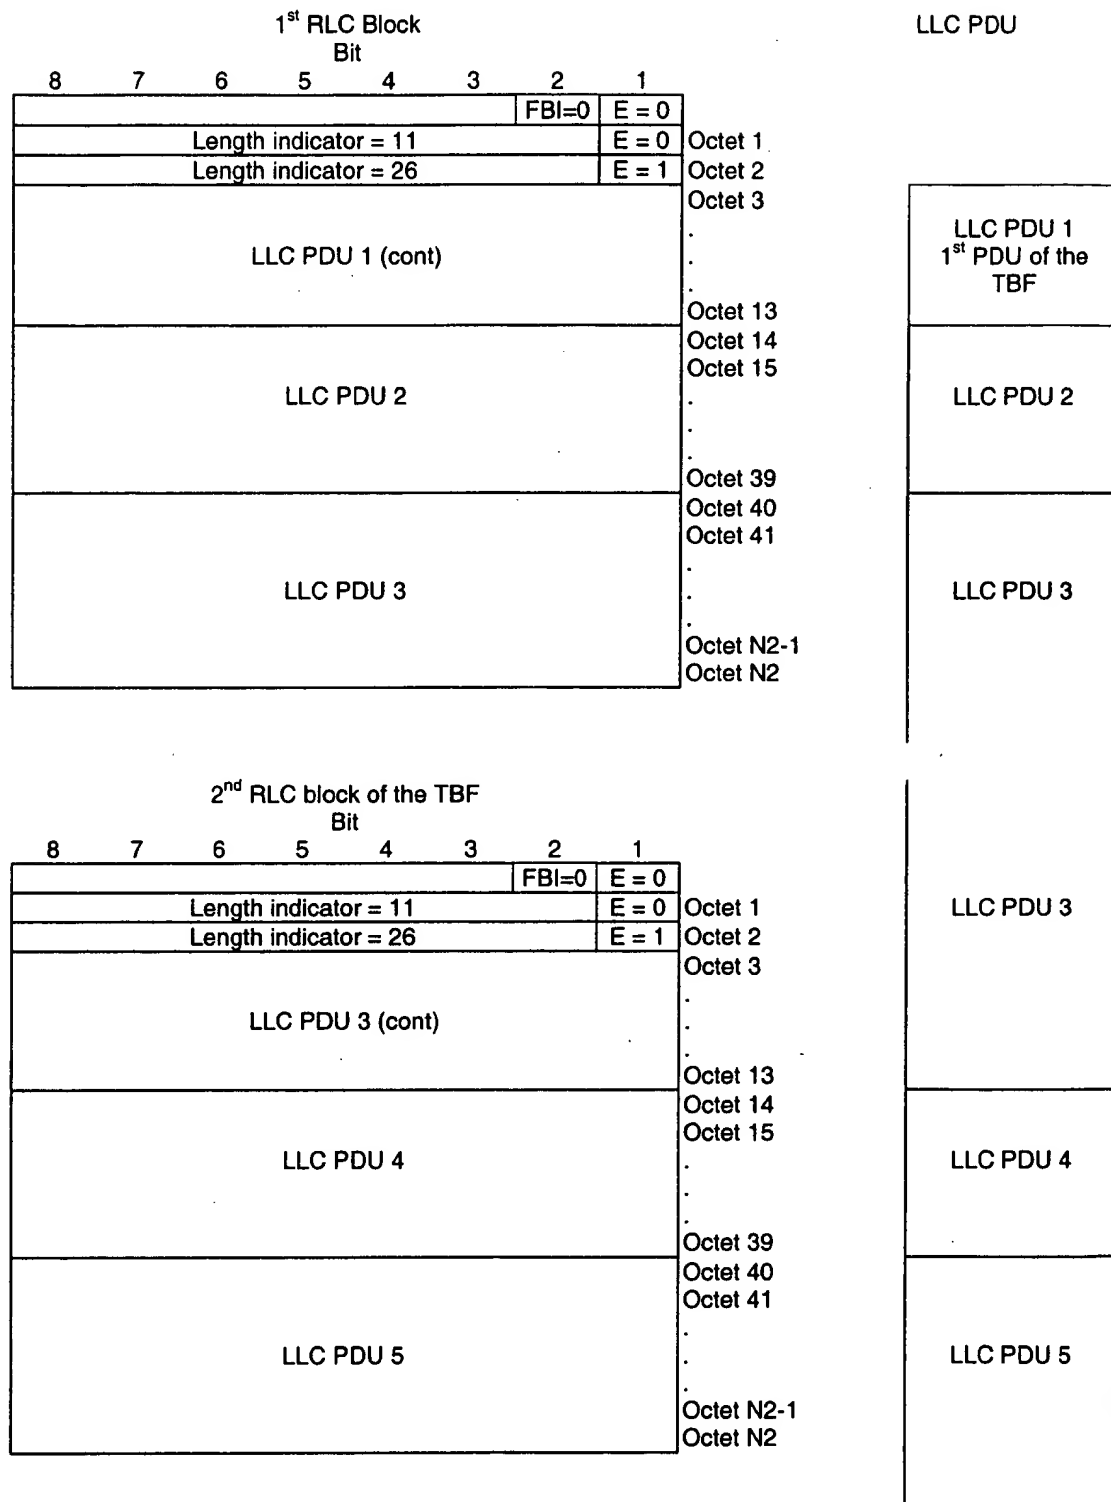 1st RLC Block
LLC PDU
Bit
8 7 6 5 4 3 2 1
FBI=0 E = 0
Length indicator = 11 E = 0 Octet 1
Length indicator = 26 E = 1 Octet 2
Octet 3
LLC PDU 1 (cont)
.
.
.
Octet 13
LLC PDU 1
1st PDU of the
TBF
Octet 14
Octet 15
LLC PDU 2
.
.
.
Octet 39
LLC PDU 2
Octet 40
Octet 41
LLC PDU 3
.
.
.
Octet N2-1
Octet N2
LLC PDU 3
2nd RLC block of the TBF
Bit
8 7 6 5 4 3 2 1
FBI=0 E = 0
Length indicator = 11 E = 0 Octet 1
Length indicator = 26 E = 1 Octet 2
LLC PDU 3
Octet 3
LLC PDU 3 (cont)
.
.
.
Octet 13
Octet 14
Octet 15
LLC PDU 4
.
.
.
Octet 39
LLC PDU 4
Octet 40
Octet 41
LLC PDU 5
.
.
.
Octet N2-1
Octet N2
LLC PDU 5